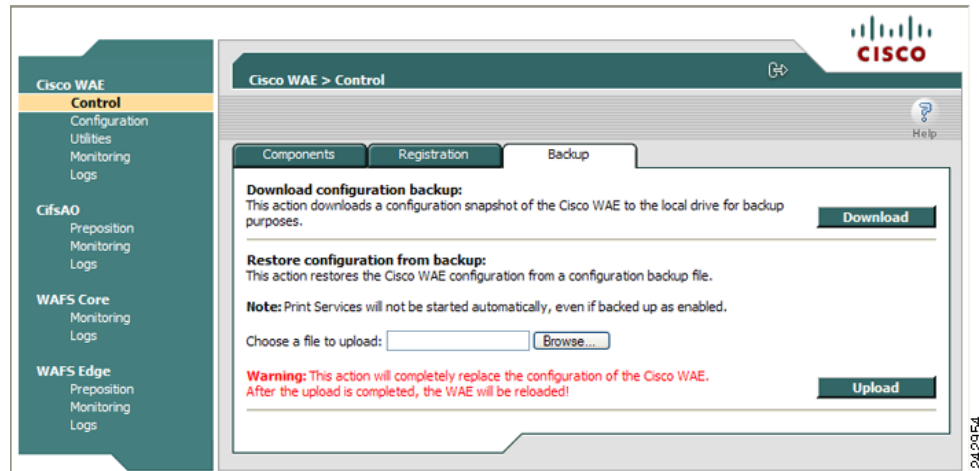 CISCO
Cisco WAE
Control
Configuration
Utilities
Monitoring
Logs
CifsAO
Preposition
Monitoring
Logs
WAFS Core
Monitoring
Logs
WAFS Edge
Preposition
Monitoring
Logs
Cisco WAE > Control
?
Help
Components Registration Backup
Download configuration backup:
This action downloads a configuration snapshot of the Cisco WAE to the local drive for backup
purposes.
Download
Restore configuration from backup:
This action restores the Cisco WAE configuration from a configuration backup file.
Note: Print Services will not be started automatically, even if backed up as enabled.
Choose a file to upload: Browse...
Warning: This action will completely replace the configuration of the Cisco WAE.
After the upload is completed, the WAE will be reloaded!
Upload
242954